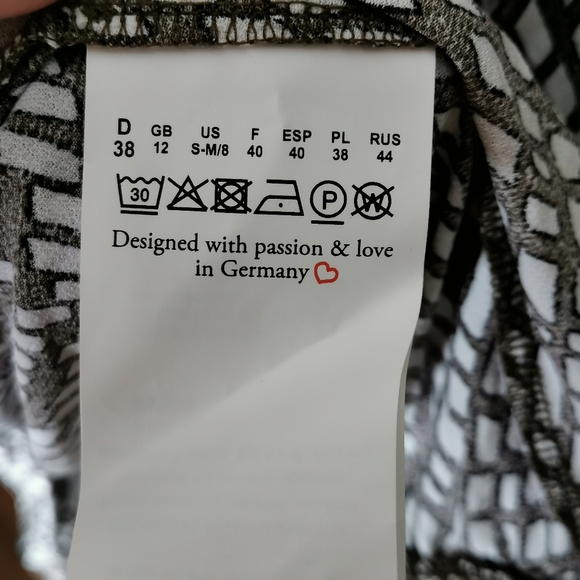 D GB US F ESP PL RUS
38 12 S-M/8 40 40 38 44
30 P W
Designed with passion & love
in Germany